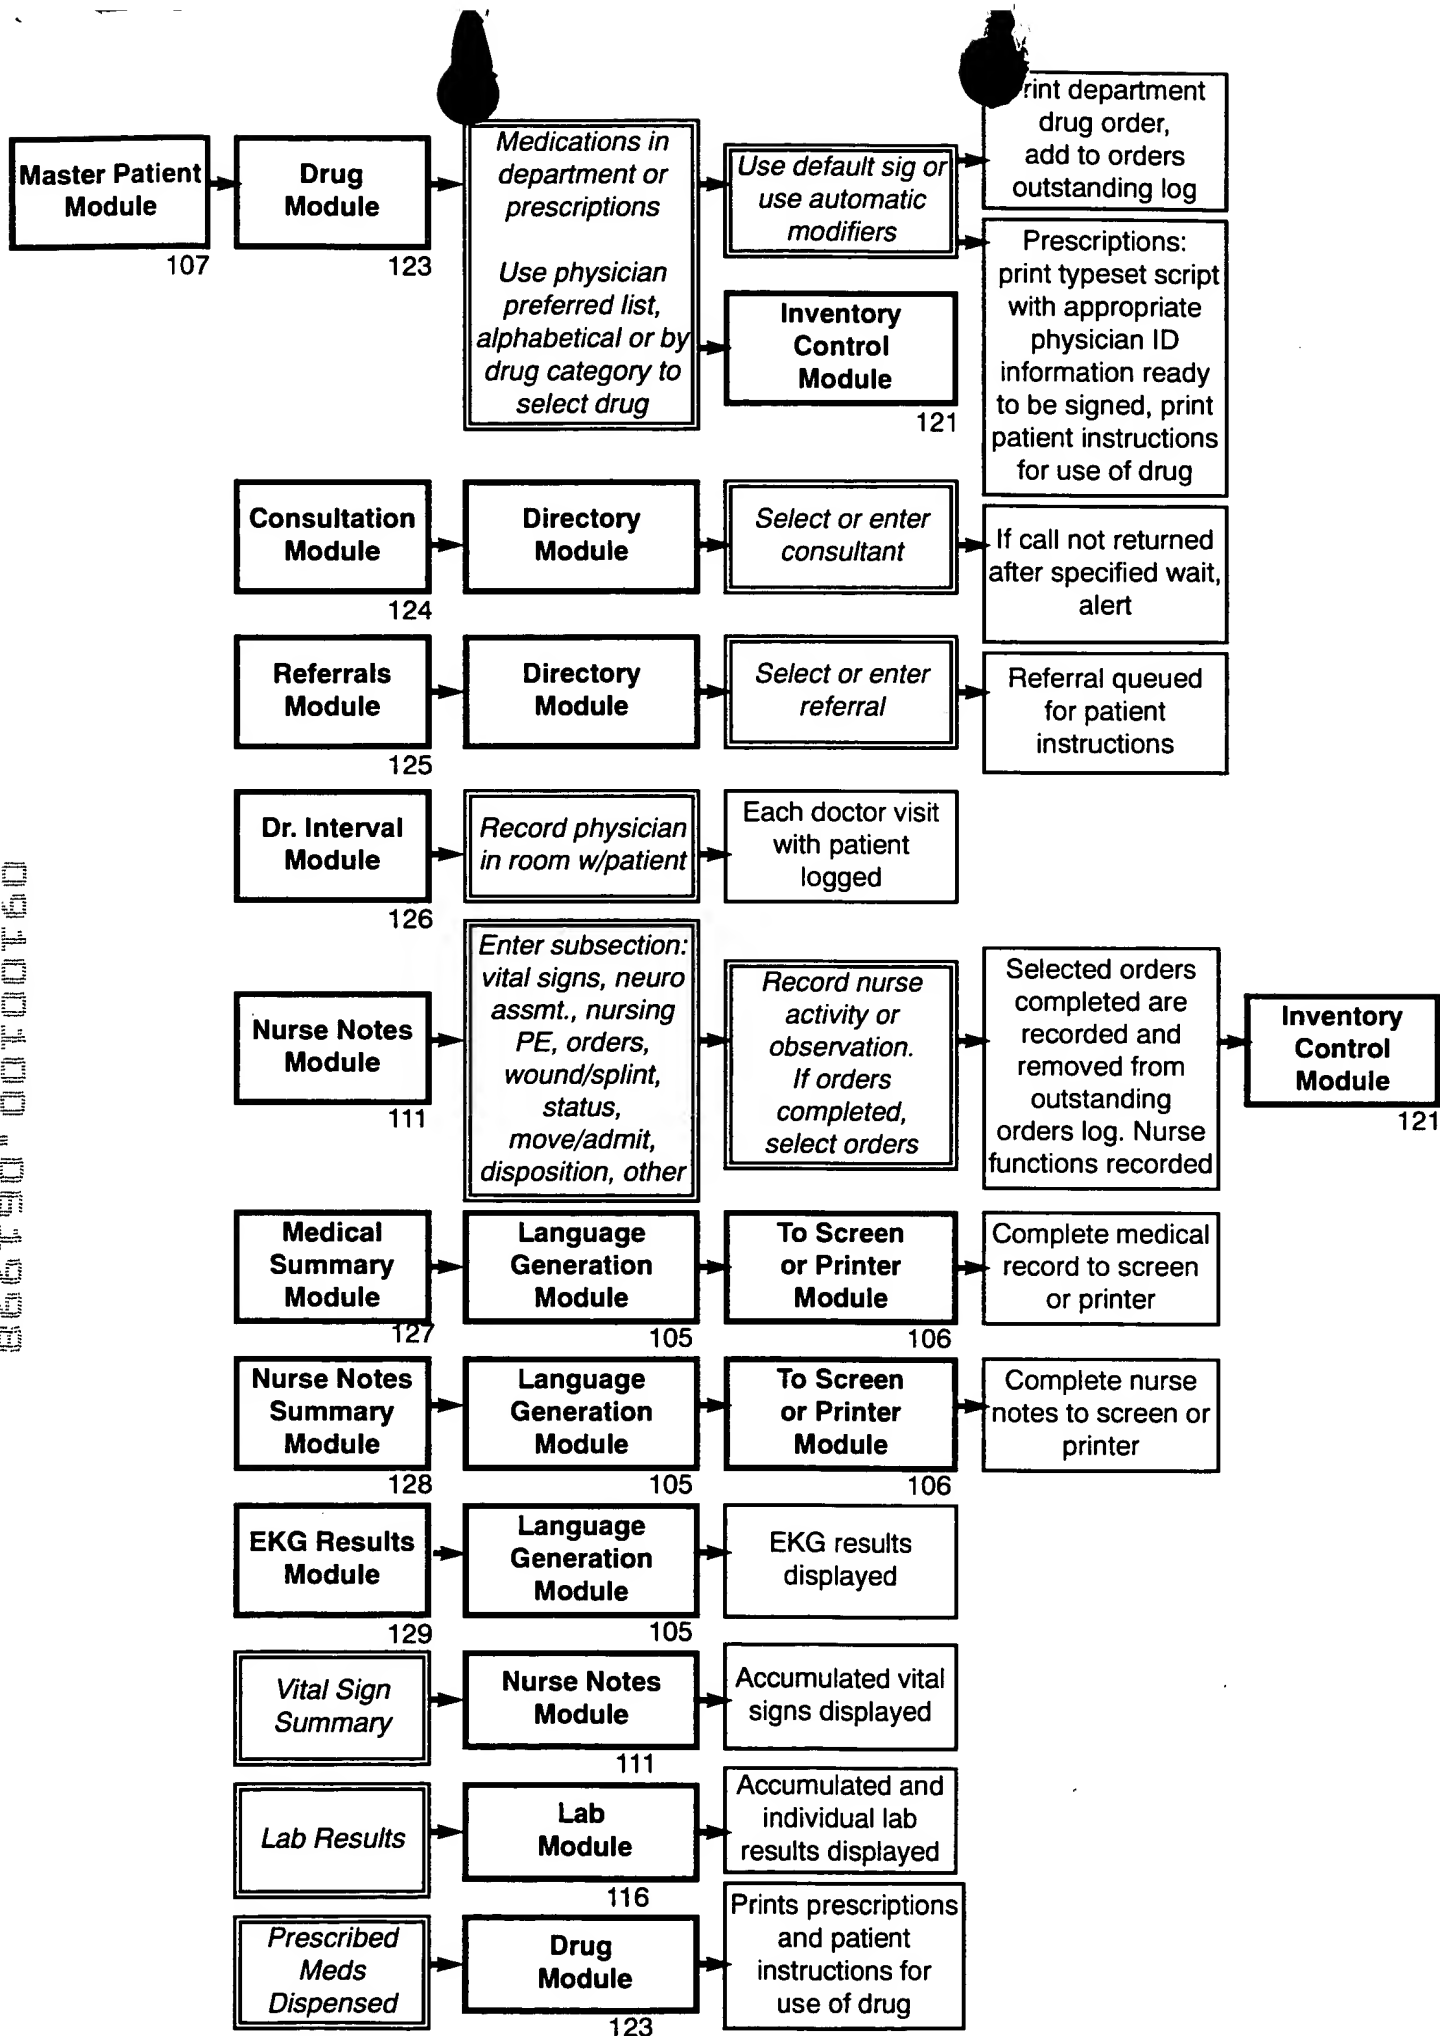 Master Patient
Module
107
Drug
Module
123
Medications in
department or
prescriptions
Use physician
preferred list,
alphabetical or by
drug category to
select drug
Use default sig or
use automatic
modifiers
Inventory
Control
Module
121
rint department
drug order,
add to orders
outstanding log
Prescriptions:
print typeset script
with appropriate
physician ID
information ready
to be signed, print
patient instructions
for use of drug
Consultation
Module
124
Directory
Module
Select or enter
consultant
If call not returned
after specified wait,
alert
Referrals
Module
125
Directory
Module
Select or enter
referral
Referral queued
for patient
instructions
Dr. Interval
Module
126
Record physician
in room w/patient
Each doctor visit
with patient
logged
Nurse Notes
Module
111
Enter subsection:
vital signs, neuro
assmt., nursing
PE, orders,
wound/splint,
status,
move/admit,
disposition, other
Record nurse
activity or
observation.
If orders
completed,
select orders
Selected orders
completed are
recorded and
removed from
outstanding
orders log. Nurse
functions recorded
Inventory
Control
Module
121
Medical
Summary
Module
127
Language
Generation
Module
105
To Screen
or Printer
Module
106
Complete medical
record to screen
or printer
Nurse Notes
Summary
Module
128
Language
Generation
Module
105
To Screen
or Printer
Module
106
Complete nurse
notes to screen or
printer
EKG Results
Module
129
Language
Generation
Module
105
EKG results
displayed
Vital Sign
Summary
Nurse Notes
Module
111
Accumulated vital
signs displayed
Lab Results
Lab
Module
116
Accumulated and
individual lab
results displayed
Prescribed
Meds
Dispensed
Drug
Module
123
Prints prescriptions
and patient
instructions for
use of drug